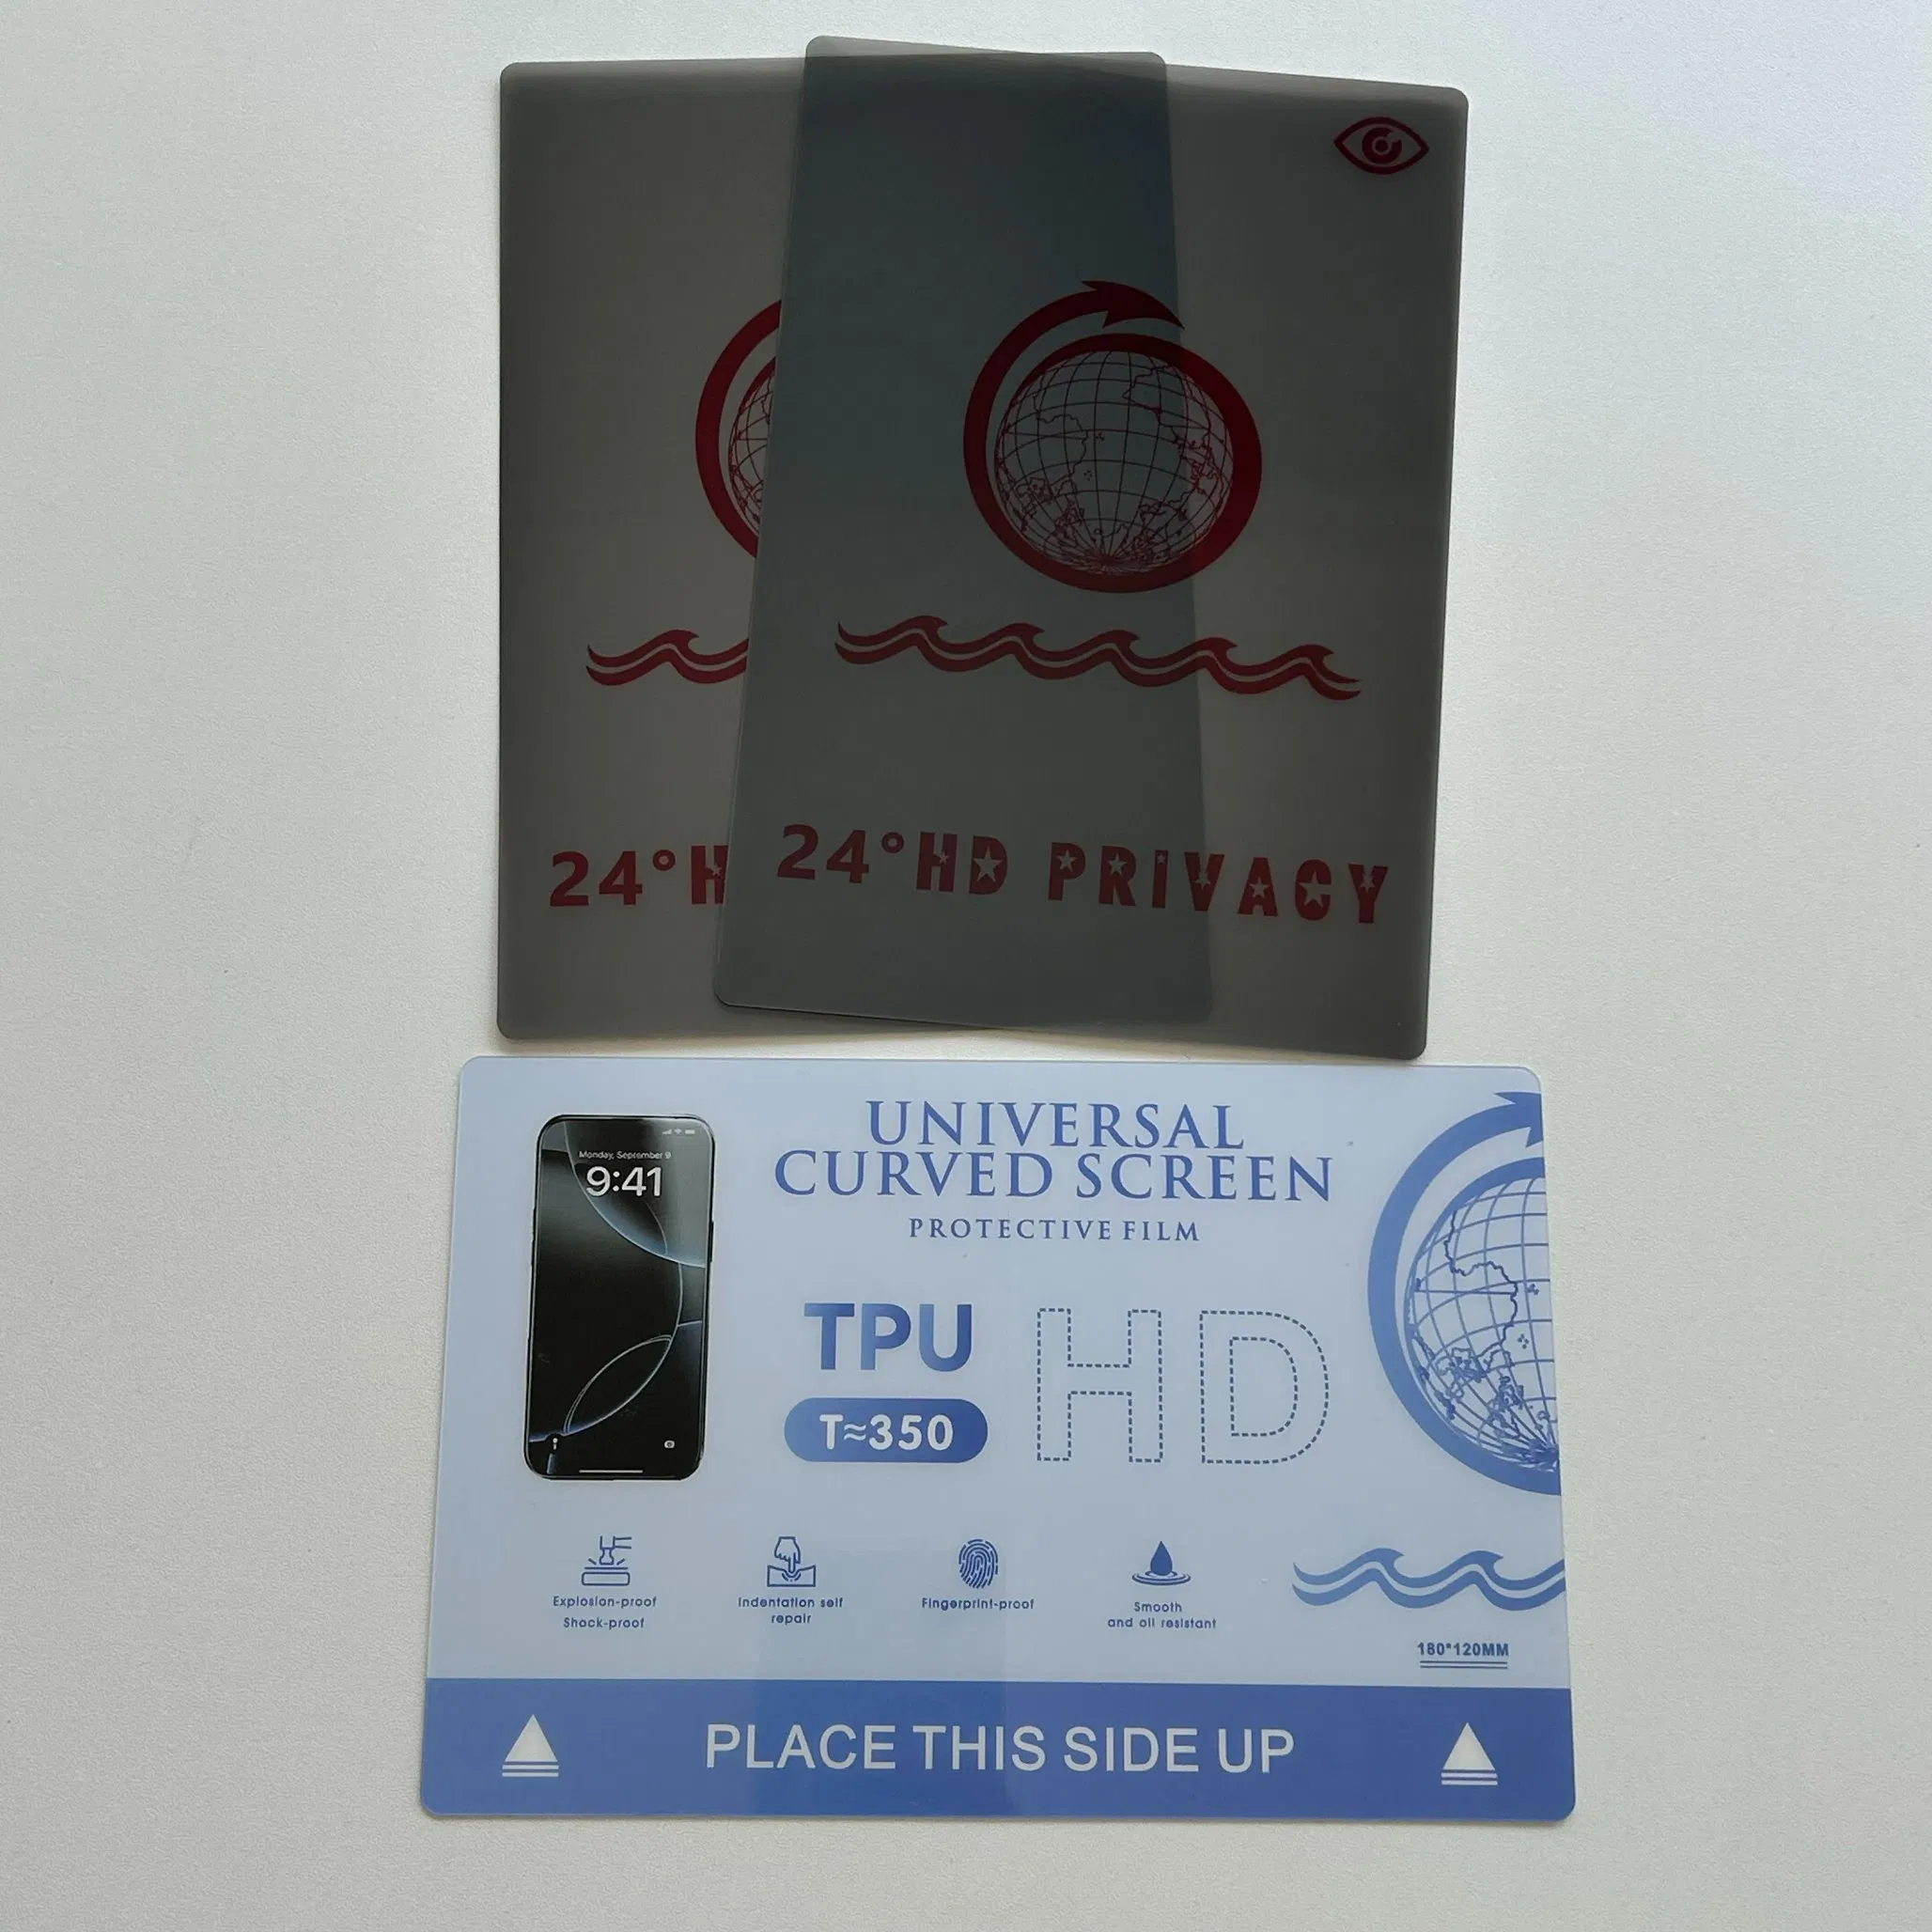 24°H
24°HD PRIVACY
UNIVERSAL
CURVED SCREEN
PROTECTIVE FILM
Monday, September 9
9:41
TPU
HD
T≈350
Explosion-proof
Shock-proof
Indentation self
repair
Fingerprint-proof
Smooth
and oil resistant
180*120MM
PLACE THIS SIDE UP